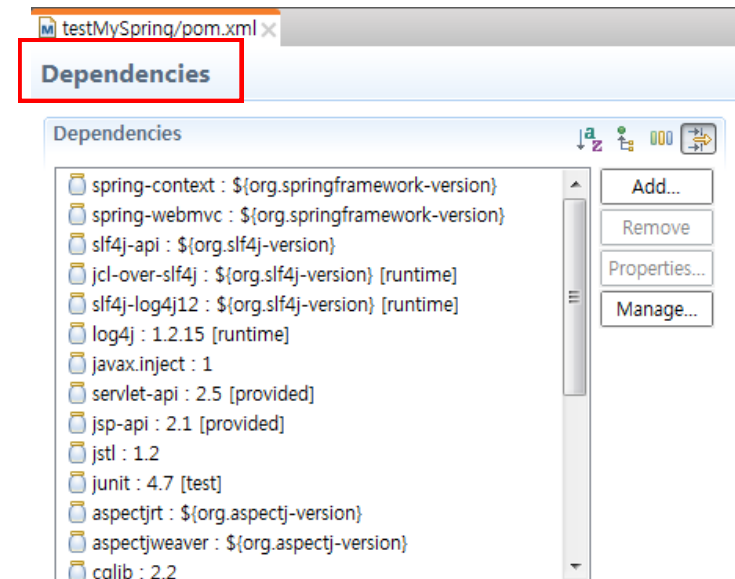 testMySpring/pom.xml
Dependencies
Dependencies
spring-context : ${org.springframework-version}
spring-webmvc : ${org.springframework-version}
slf4j-api : ${org.slf4j-version}
jcl-over-slf4j : ${org.slf4j-version} [runtime]
slf4j-log4j12 : ${org.slf4j-version} [runtime]
log4j : 1.2.15 [runtime]
javax.inject : 1
servlet-api : 2.5 [provided]
jsp-api : 2.1 [provided]
jstl : 1.2
junit : 4.7 [test]
aspectjrt : ${org.aspectj-version}
aspectjweaver : ${org.aspectj-version}
cglib : 2.2
Add...
Remove
Properties...
Manage...